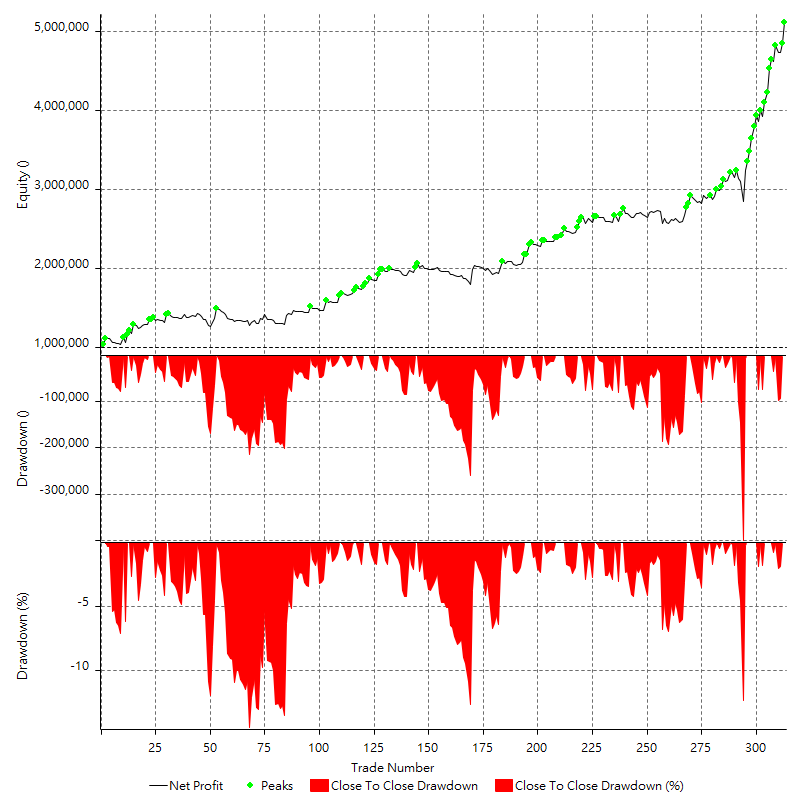 5,000,000
4,000,000
3,000,000
2,000,000
1,000,000
Equity ()
-100,000
-200,000
-300,000
Drawdown ()
-5
-10
Drawdown (%)
25 50 75 100 125 150 175 200 225 250 275 300
Trade Number
Net Profit Peaks Close To Close Drawdown Close To Close Drawdown (%)